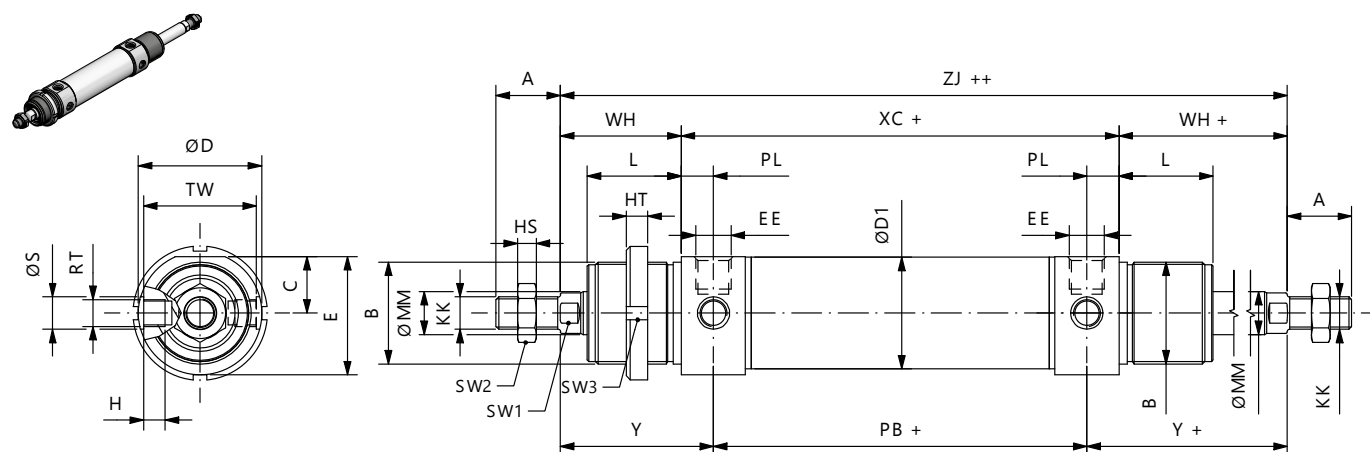 A
ZJ ++
WH
XC +
WH +
ØD
L
PL
PL
L
TW
HT
A
HS
EE
EE
ØD1
ØS
RT
C
E
B
ØMM
KK
B
ØMM
KK
SW2
SW3
SW1
H
Y
PB +
Y +